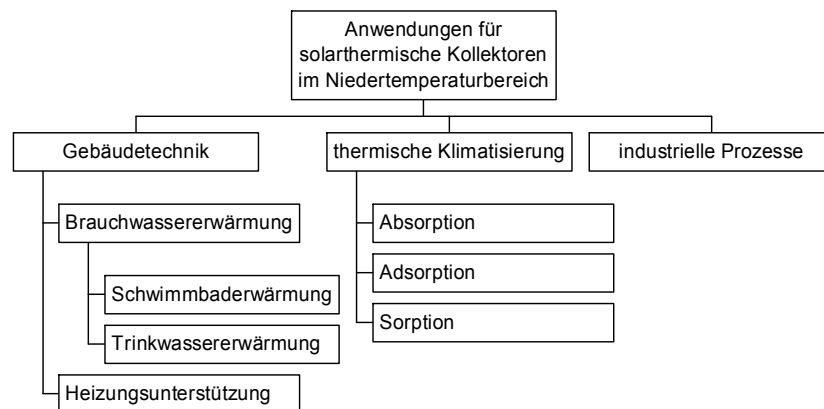 Anwendungen für
solarthermische Kollektoren
im Niedertemperaturbereich
Gebäudetechnik
thermische Klimatisierung
industrielle Prozesse
Brauchwassererwärmung
Absorption
Adsorption
Schwimmbaderwärmung
Sorption
Trinkwassererwärmung
Heizungsunterstützung